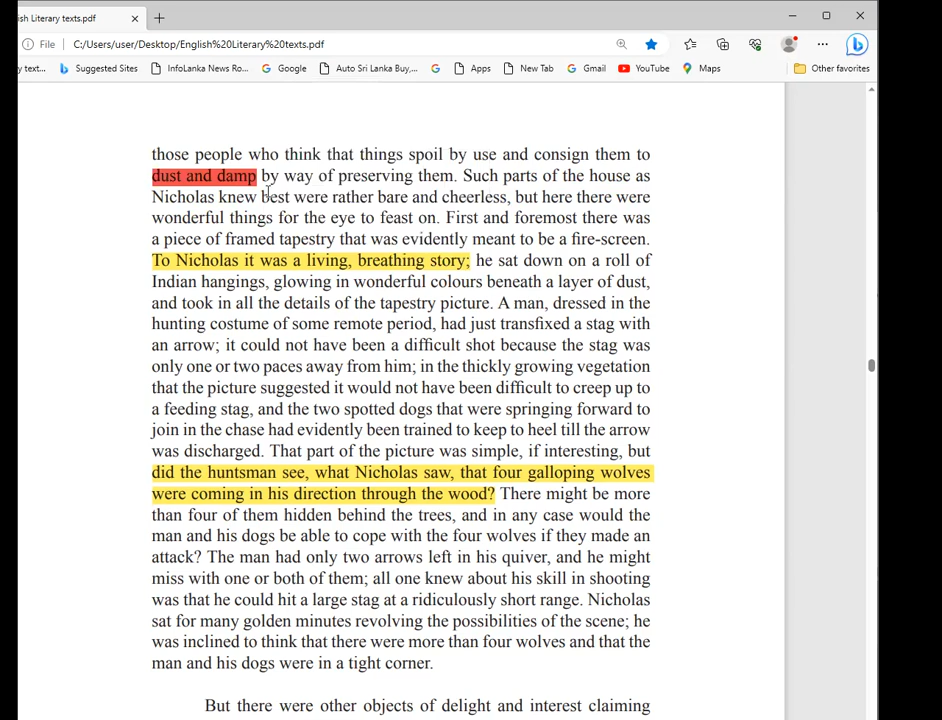 sh Literary texts.pdf
File C:/Users/user/Desktop/English%20Literary%20texts.pdf
y text... Suggested Sites InfoLanka News Ro... Google Auto Sri Lanka Buy,... Apps New Tab Gmail YouTube Maps Other favorites
those people who think that things spoil by use and consign them to
dust and damp by way of preserving them. Such parts of the house as
Nicholas knew best were rather bare and cheerless, but here there were
wonderful things for the eye to feast on. First and foremost there was
a piece of framed tapestry that was evidently meant to be a fire-screen.
To Nicholas it was a living, breathing story; he sat down on a roll of
Indian hangings, glowing in wonderful colours beneath a layer of dust,
and took in all the details of the tapestry picture. A man, dressed in the
hunting costume of some remote period, had just transfixed a stag with
an arrow; it could not have been a difficult shot because the stag was
only one or two paces away from him; in the thickly growing vegetation
that the picture suggested it would not have been difficult to creep up to
a feeding stag, and the two spotted dogs that were springing forward to
join in the chase had evidently been trained to keep to heel till the arrow
was discharged. That part of the picture was simple, if interesting, but
did the huntsman see, what Nicholas saw, that four galloping wolves
were coming in his direction through the wood? There might be more
than four of them hidden behind the trees, and in any case would the
man and his dogs be able to cope with the four wolves if they made an
attack? The man had only two arrows left in his quiver, and he might
miss with one or both of them; all one knew about his skill in shooting
was that he could hit a large stag at a ridiculously short range. Nicholas
sat for many golden minutes revolving the possibilities of the scene; he
was inclined to think that there were more than four wolves and that the
man and his dogs were in a tight corner.
But there were other objects of delight and interest claiming